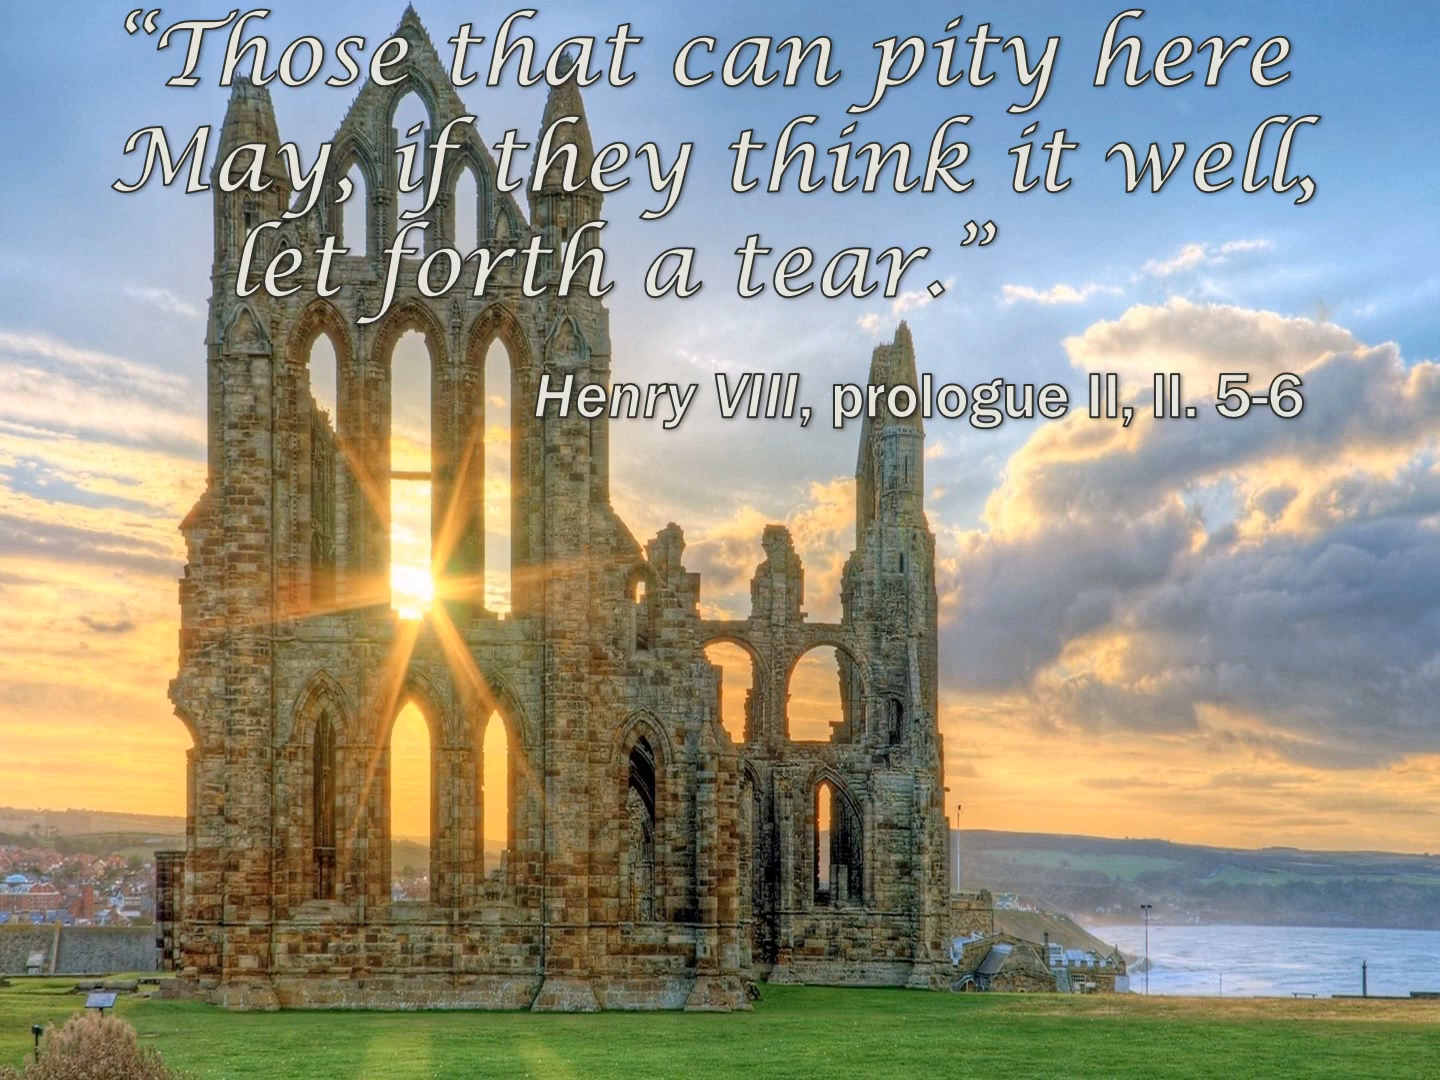 “Those that can pity here
May, if they think it well,
let forth a tear.”
Henry VIII, prologue II, ll. 5-6